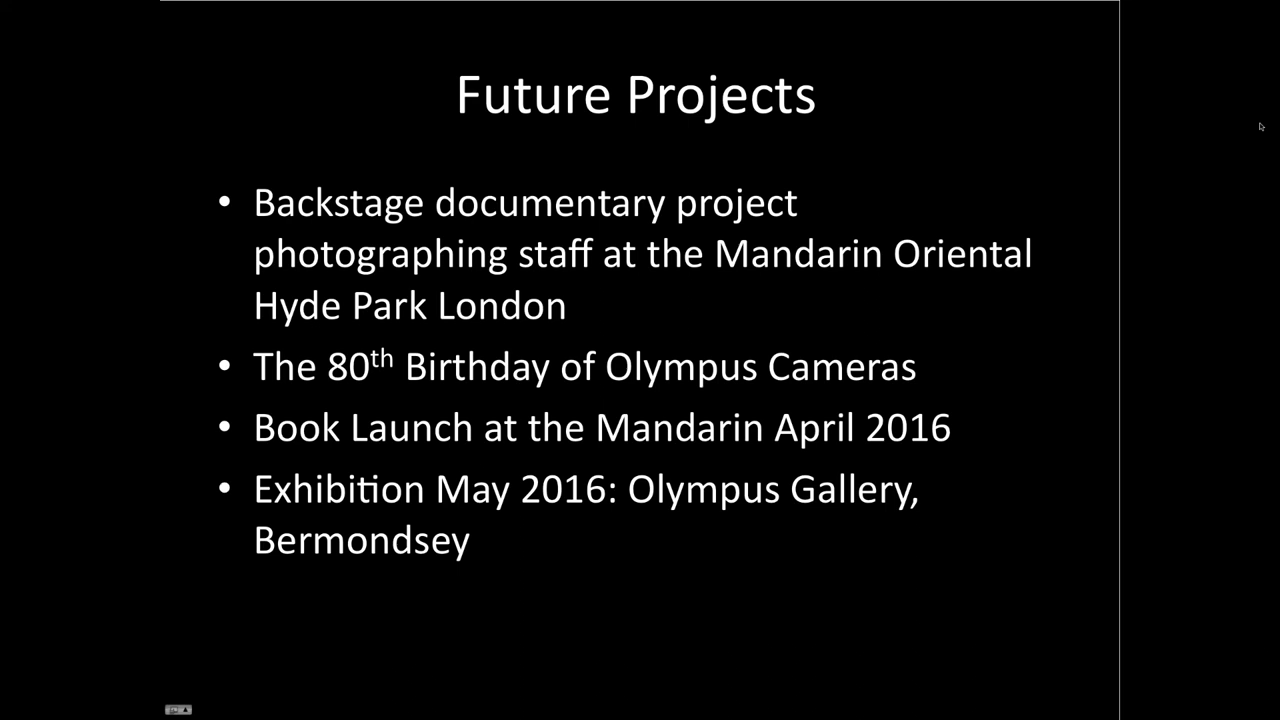 Future Projects
• Backstage documentary project
photographing staff at the Mandarin Oriental
Hyde Park London
• The 80th Birthday of Olympus Cameras
• Book Launch at the Mandarin April 2016
• Exhibition May 2016: Olympus Gallery,
Bermondsey